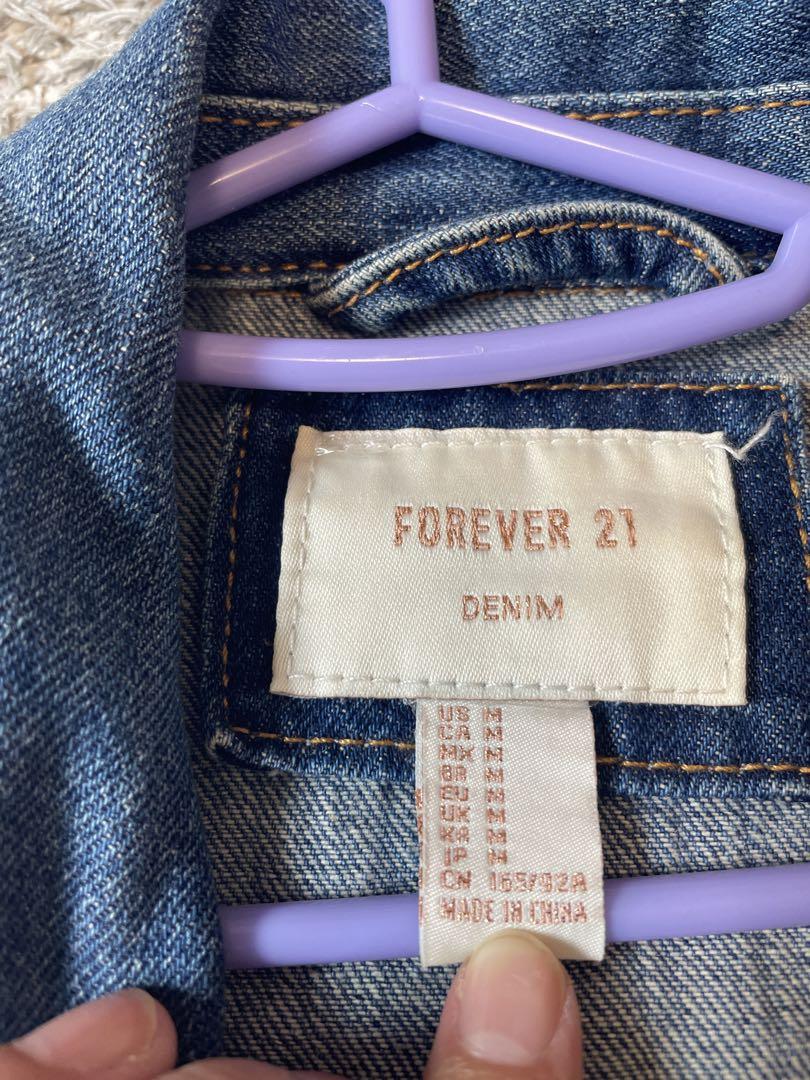 FOREVER 21
DENIM
US M
CA M
MX M
BR M
EU M
UK M
KR M
JP M
CN 165/92A
MADE IN CHINA